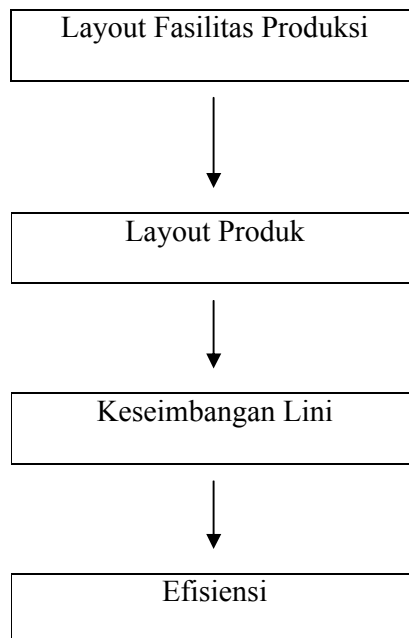 Layout Fasilitas Produksi
Layout Produk
Keseimbangan Lini
Efisiensi